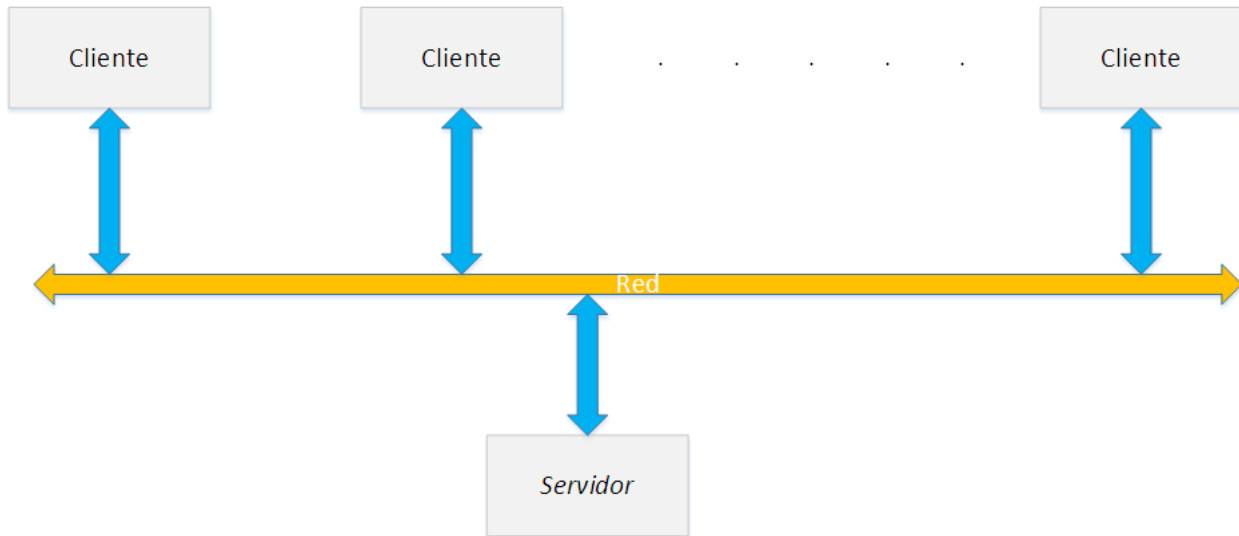 Cliente
Cliente
. . . . .
Cliente
Red
Servidor